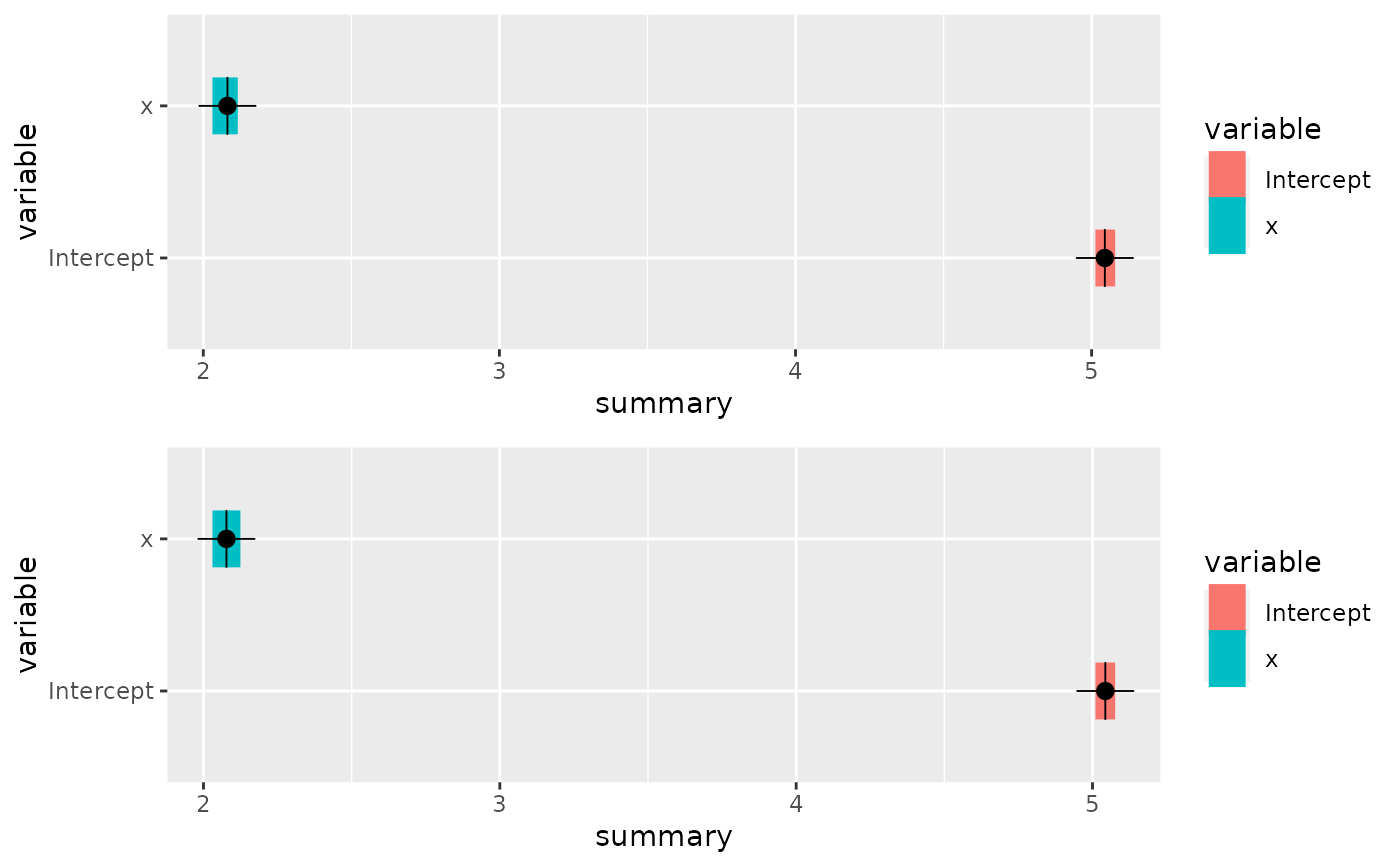 variable
x
Intercept
2 3 4 5
summary
variable
Intercept
x
variable
x
Intercept
2 3 4 5
summary
variable
Intercept
x